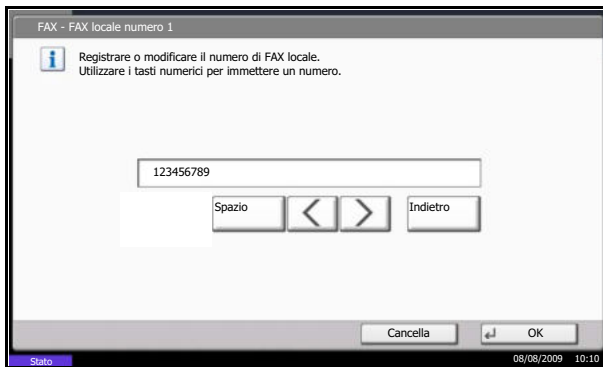 FAX - FAX locale numero 1
Registrare o modificare il numero di FAX locale.
Utilizzare i tasti numerici per immettere un numero.
123456789
Spazio < > Indietro
Cancella OK
Stato 08/08/2009 10:10